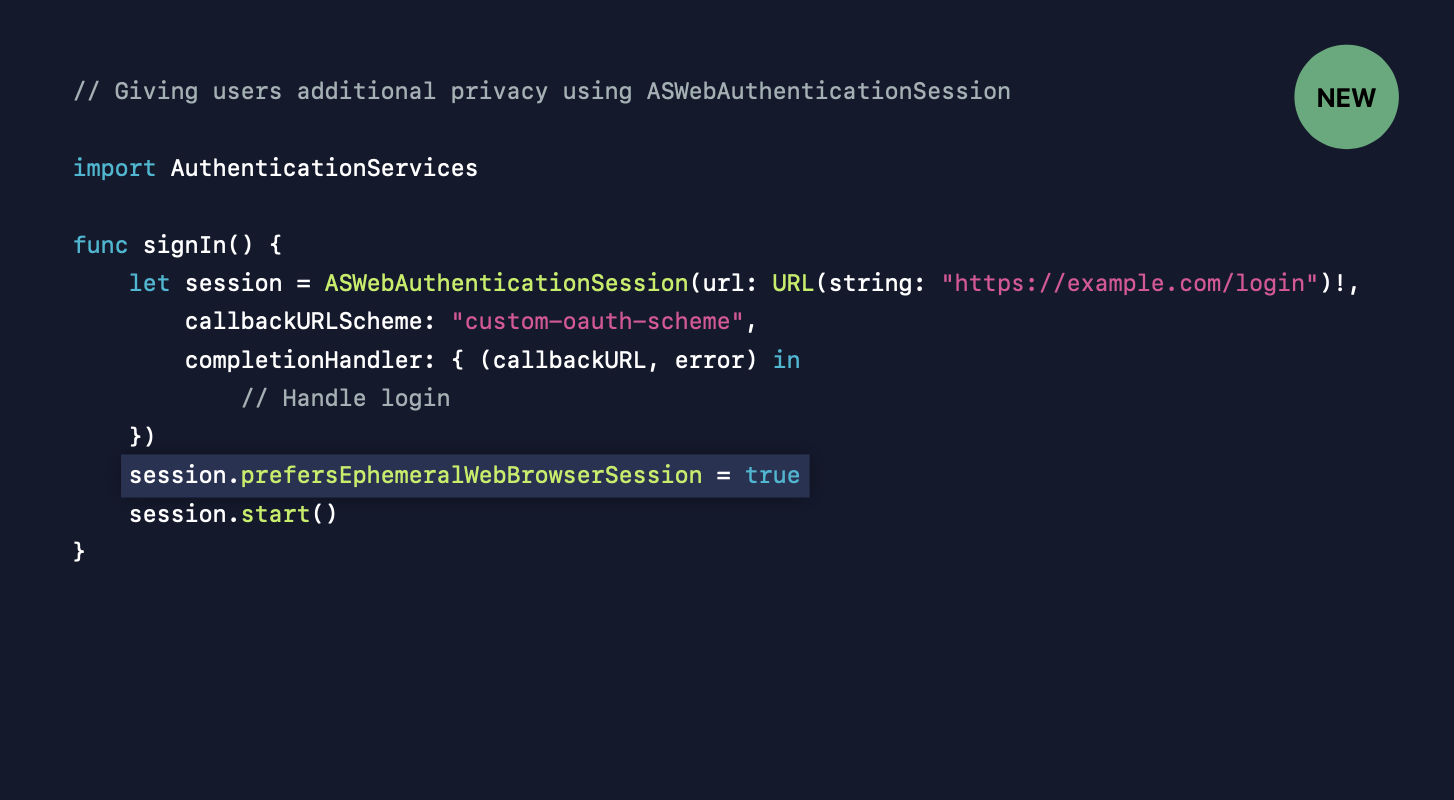 // Giving users additional privacy using ASWebAuthenticationSession
NEW
import AuthenticationServices
func signIn() {
    let session = ASWebAuthenticationSession(url: URL(string: "https://example.com/login")!,
        callbackURLScheme: "custom-oauth-scheme",
        completionHandler: { (callbackURL, error) in
            // Handle login
    })
    session.prefersEphemeralWebBrowserSession = true
    session.start()
}